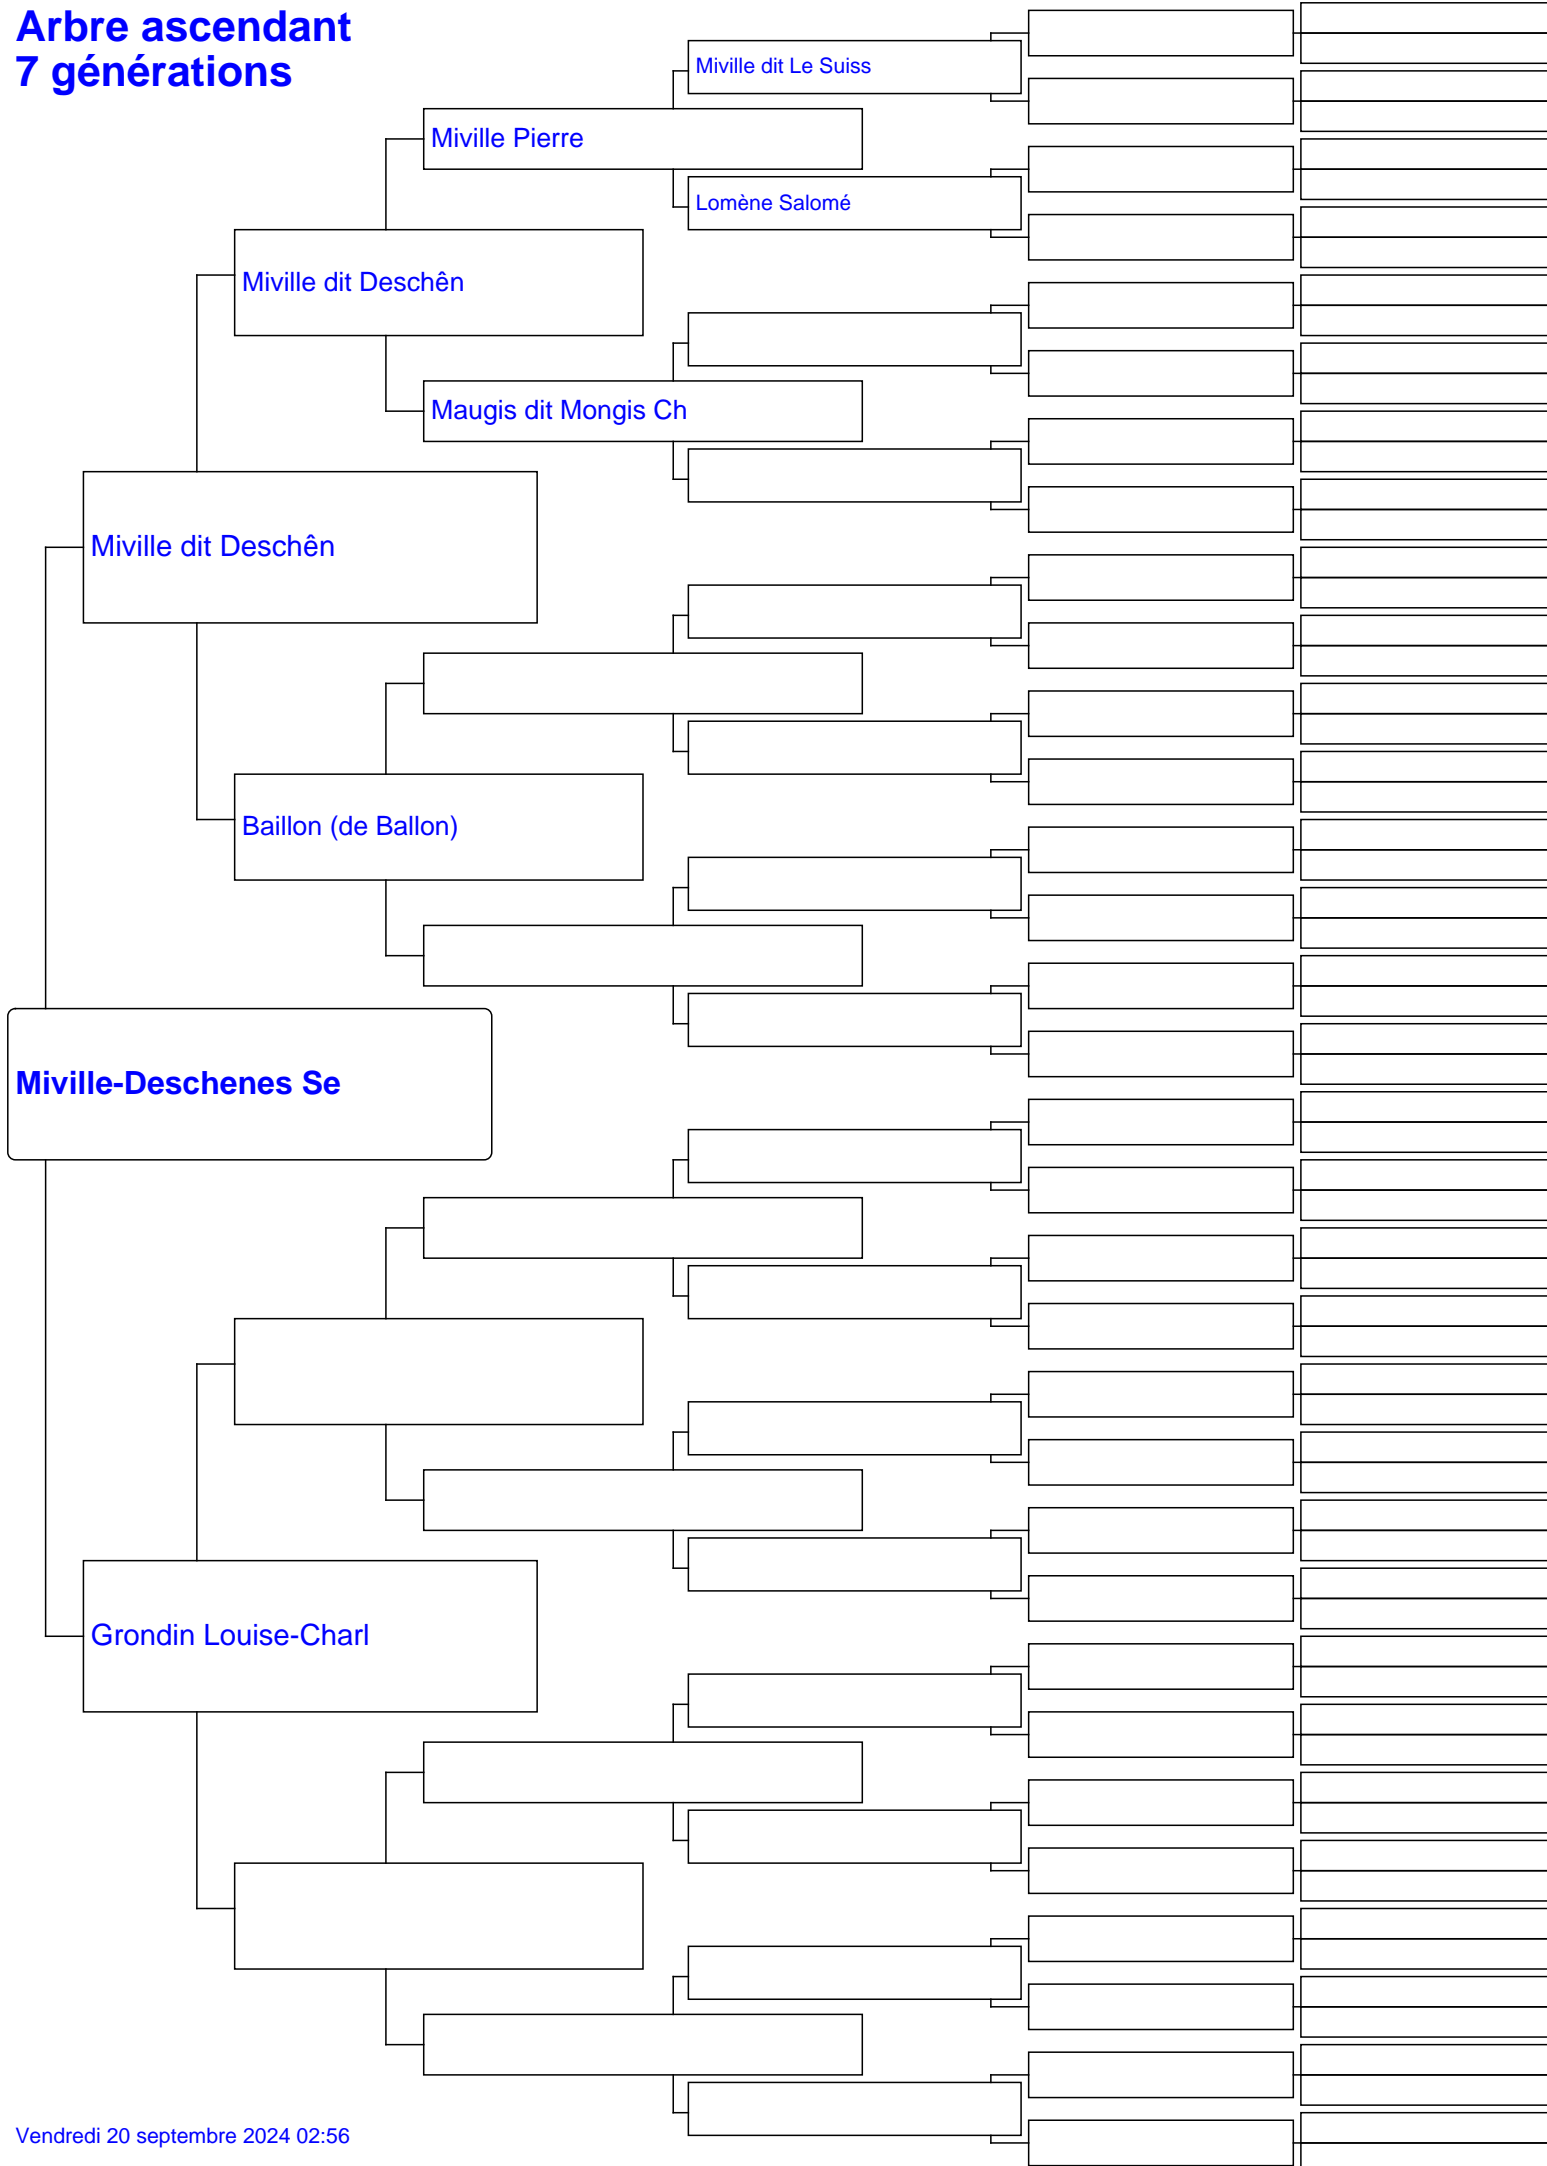 Arbre ascendant
7 générations
Miville dit Le Suiss
Miville Pierre
Lomène Salomé
Miville dit Deschên
Maugis dit Mongis Ch
Miville dit Deschên
Baillon (de Ballon)
Miville-Deschenes Se
Grondin Louise-Charl
Vendredi 20 septembre 2024 02:56